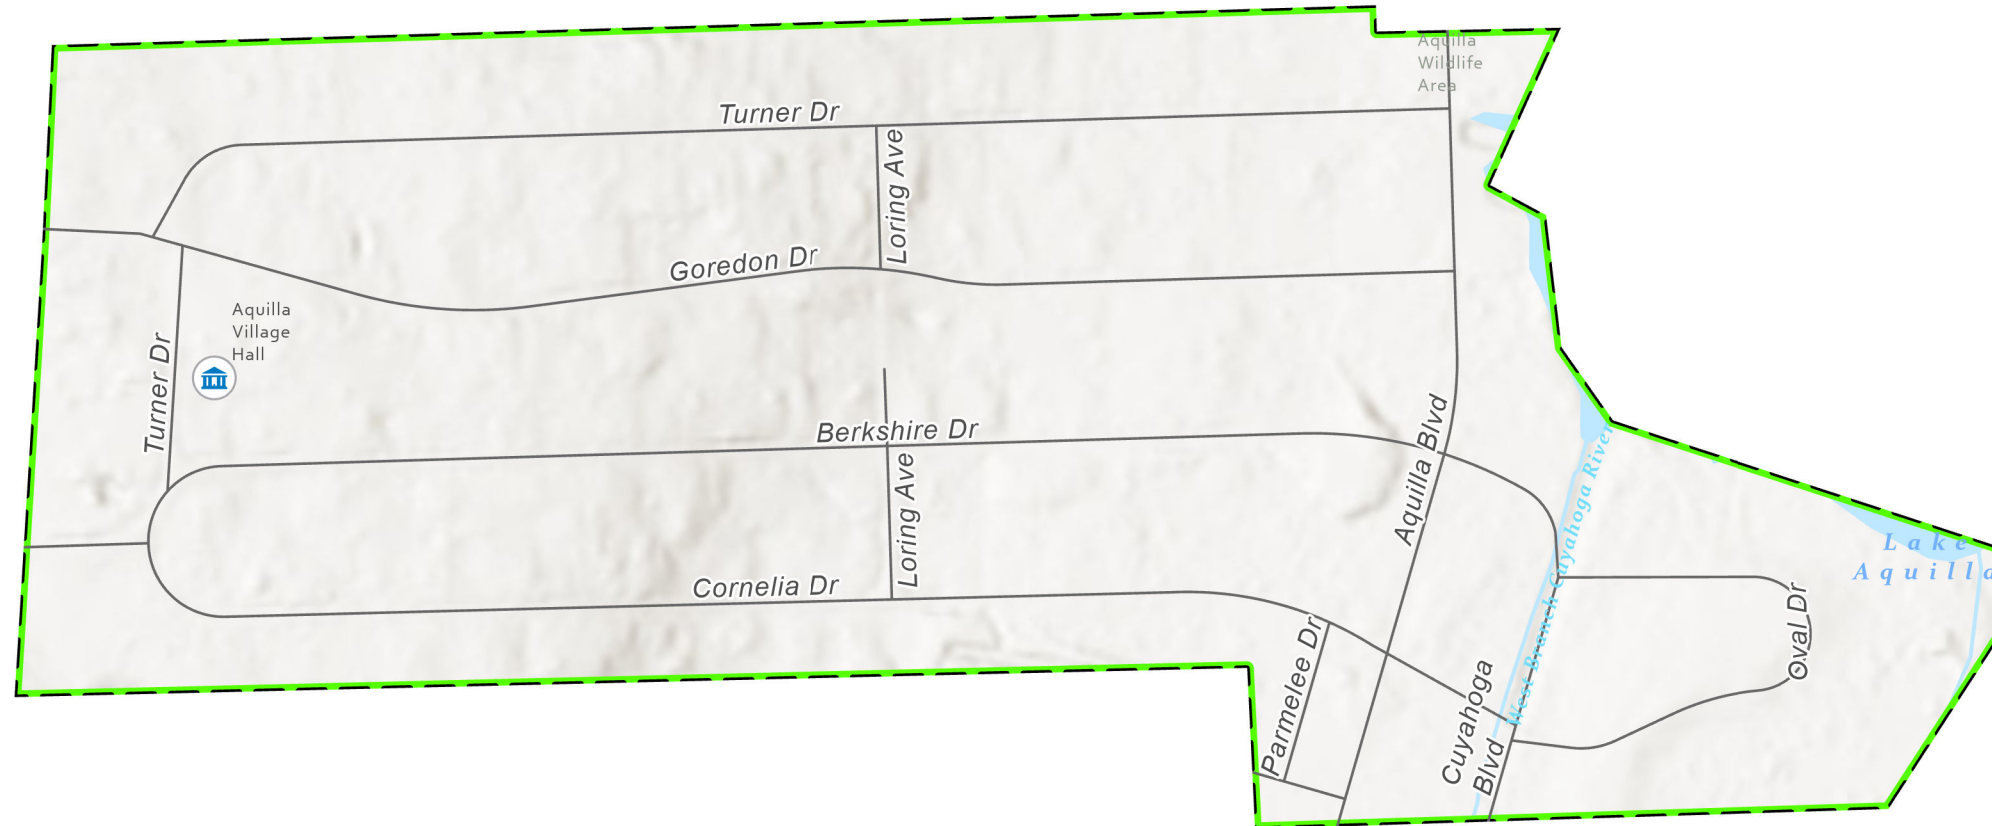 Aquilla
Wildlife
Area
Turner Dr
Loring Ave
Goredon Dr
Aquilla
Village
Hall
Turner Dr
Berkshire Dr
Aquilla Blvd
Loring Ave
West Branch Cuyahoga River
Lake
Aquilla
Cornelia Dr
Oval Dr
Parmelee Dr
Cuyahoga
Blvd